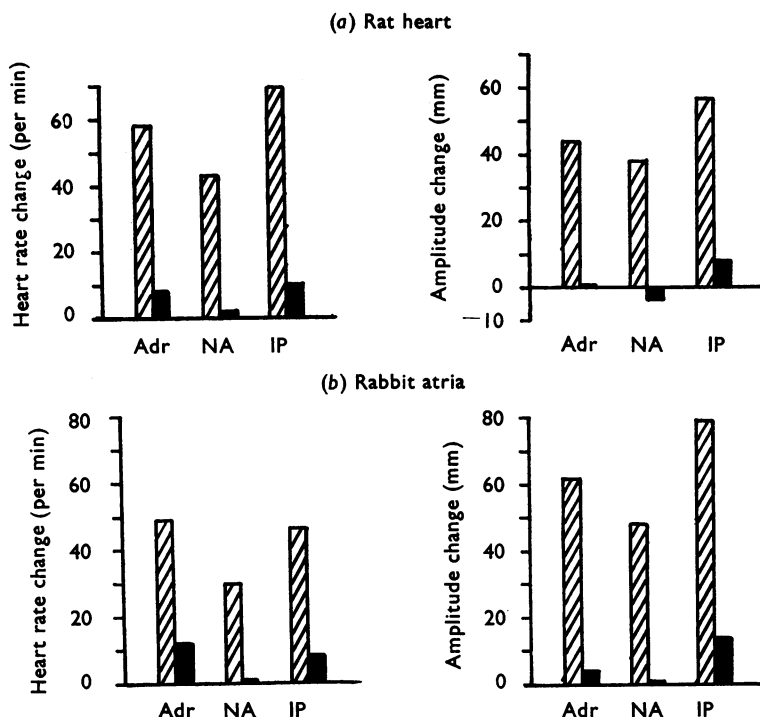 (a) Rat heart
Heart rate change (per min)
60
40
20
0
Adr NA IP
Amplitude change (mm)
60
40
20
0
—10
Adr NA IP
(b) Rabbit atria
Heart rate change (per min)
80
60
40
20
0
Adr NA IP
Amplitude change (mm)
80
60
40
20
0
Adr NA IP